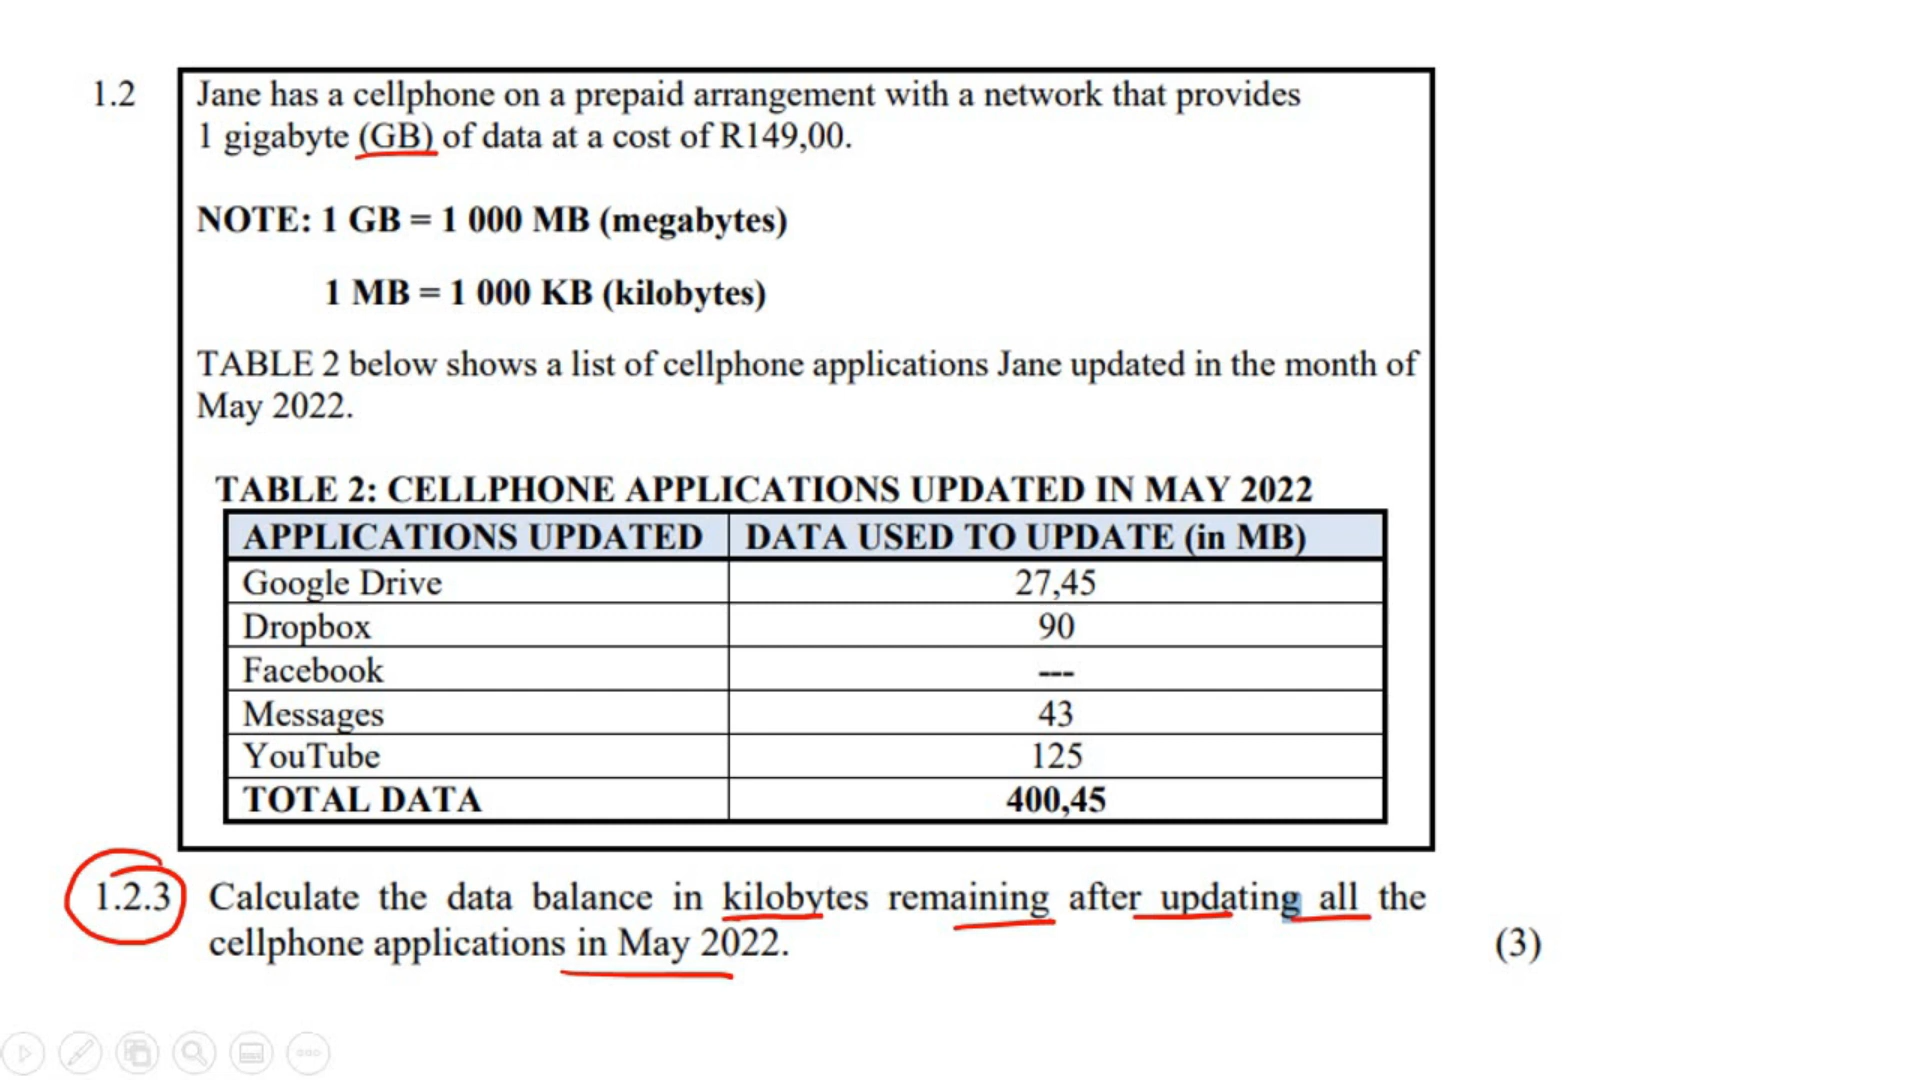 1.2 Jane has a cellphone on a prepaid arrangement with a network that provides
1 gigabyte (GB) of data at a cost of R149,00.
NOTE: 1 GB = 1 000 MB (megabytes)
1 MB = 1 000 KB (kilobytes)
TABLE 2 below shows a list of cellphone applications Jane updated in the month of
May 2022.
TABLE 2: CELLPHONE APPLICATIONS UPDATED IN MAY 2022
APPLICATIONS UPDATED DATA USED TO UPDATE (in MB)
Google Drive 27,45
Dropbox 90
Facebook ---
Messages 43
YouTube 125
TOTAL DATA 400,45
1.2.3 Calculate the data balance in kilobytes remaining after updating all the
cellphone applications in May 2022. (3)